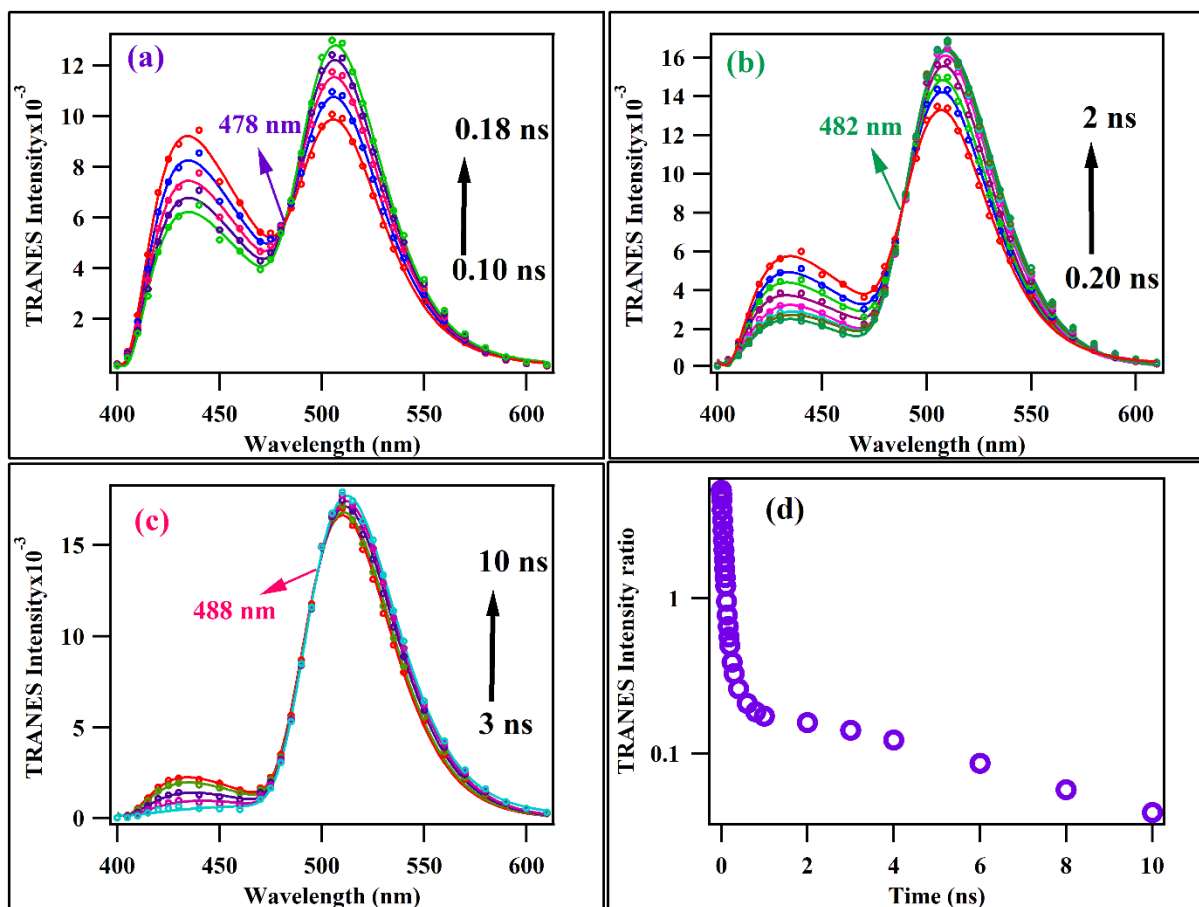 (a)
TRANES Intensityx10⁻³
12
10
8
6
4
2
478 nm
0.18 ns
0.10 ns
400
450
500
550
600
Wavelength (nm)
(b)
TRANES Intensityx10⁻³
16
14
12
10
8
6
4
2
0
482 nm
2 ns
0.20 ns
400
450
500
550
600
Wavelength (nm)
(c)
TRANES Intensityx10⁻³
15
10
5
0
488 nm
10 ns
3 ns
400
450
500
550
600
Wavelength (nm)
(d)
TRANES Intensity ratio
1
0.1
0
2
4
6
8
10
Time (ns)